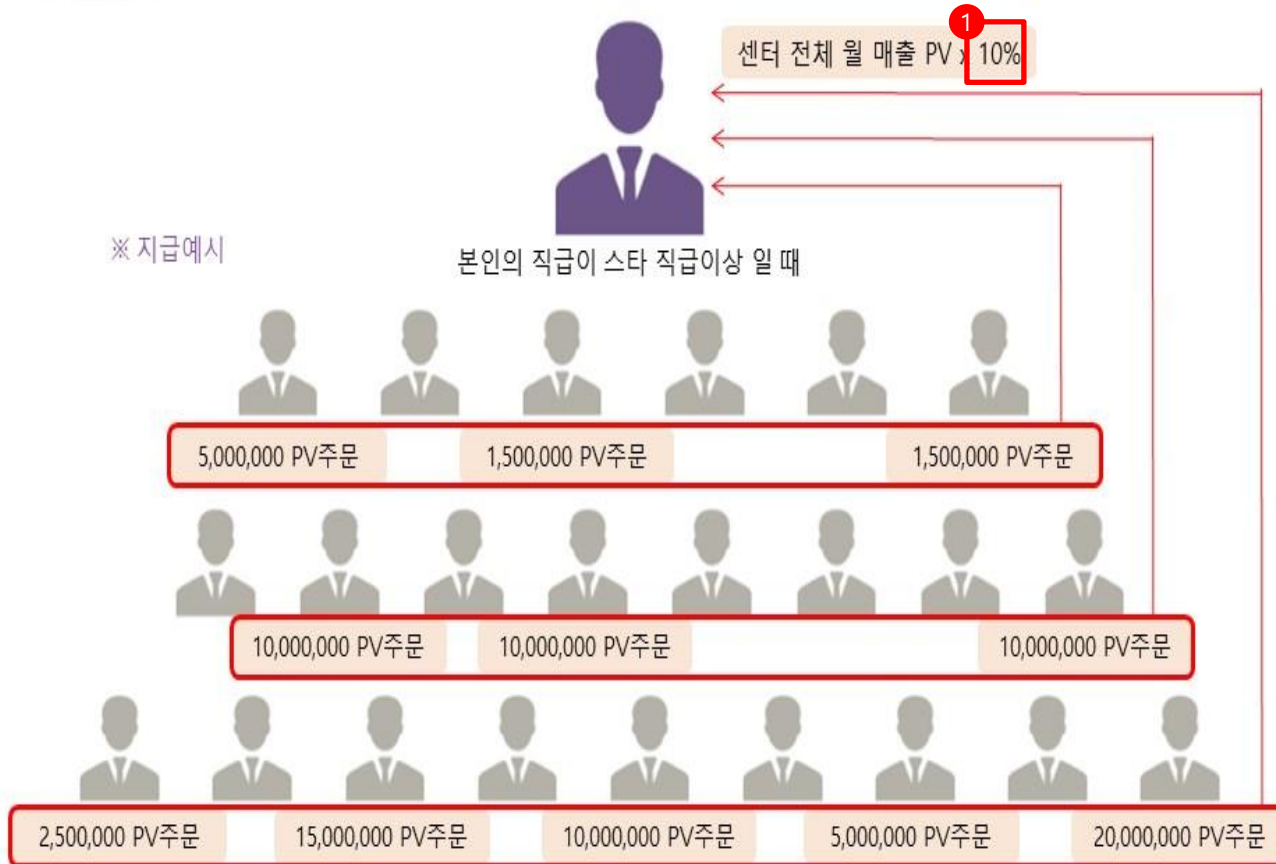 1
센터 전체 월 매출 PV x 10%
※ 지급예시
본인의 직급이 스타 직급이상 일 때
5,000,000 PV주문 1,500,000 PV주문 1,500,000 PV주문
10,000,000 PV주문 10,000,000 PV주문 10,000,000 PV주문
2,500,000 PV주문 15,000,000 PV주문 10,000,000 PV주문 5,000,000 PV주문 20,000,000 PV주문